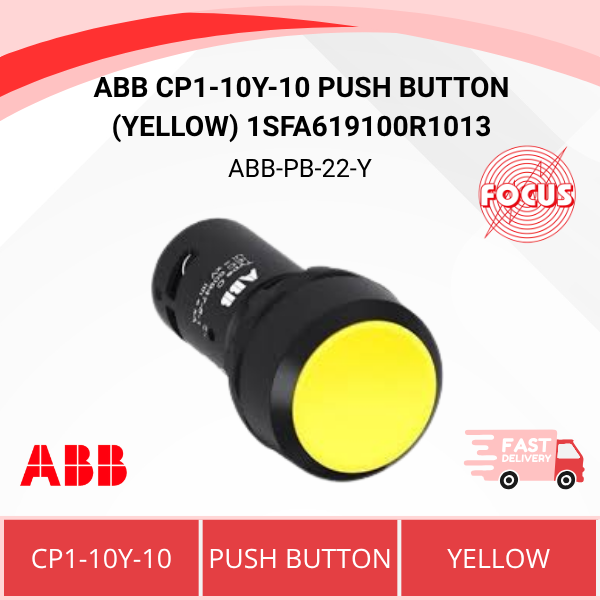 ABB CP1-10Y-10 PUSH BUTTON
(YELLOW) 1SFA619100R1013
ABB-PB-22-Y
FOCUS
ABB
ABB
FAST
DELIVERY
CP1-10Y-10
PUSH BUTTON
YELLOW